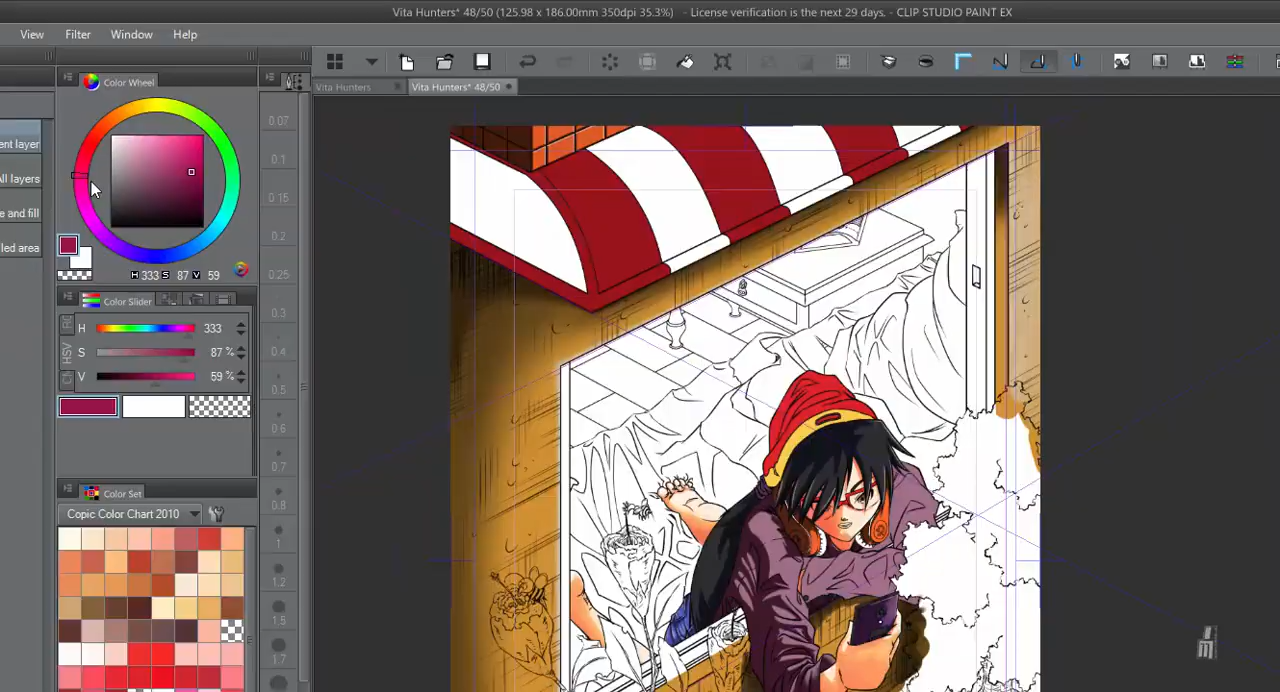 Vita Hunters* 48/50 (125.98 x 186.00mm 350dpi 35.3%)  - License verification is the next 29 days. - CLIP STUDIO PAINT EX
View Filter Window Help
Color Wheel
Vita Hunters
Vita Hunters* 48/50
ent layer
All layers
e and fill
led area
H 333 S 87 V 59
Color Slider
HSV
H 333
S 87 %
V 59 %
Color Set
Copic Color Chart 2010
0.07
0.1
0.15
0.2
0.25
0.3
0.4
0.5
0.6
0.7
0.8
1
1.2
1.5
1.7